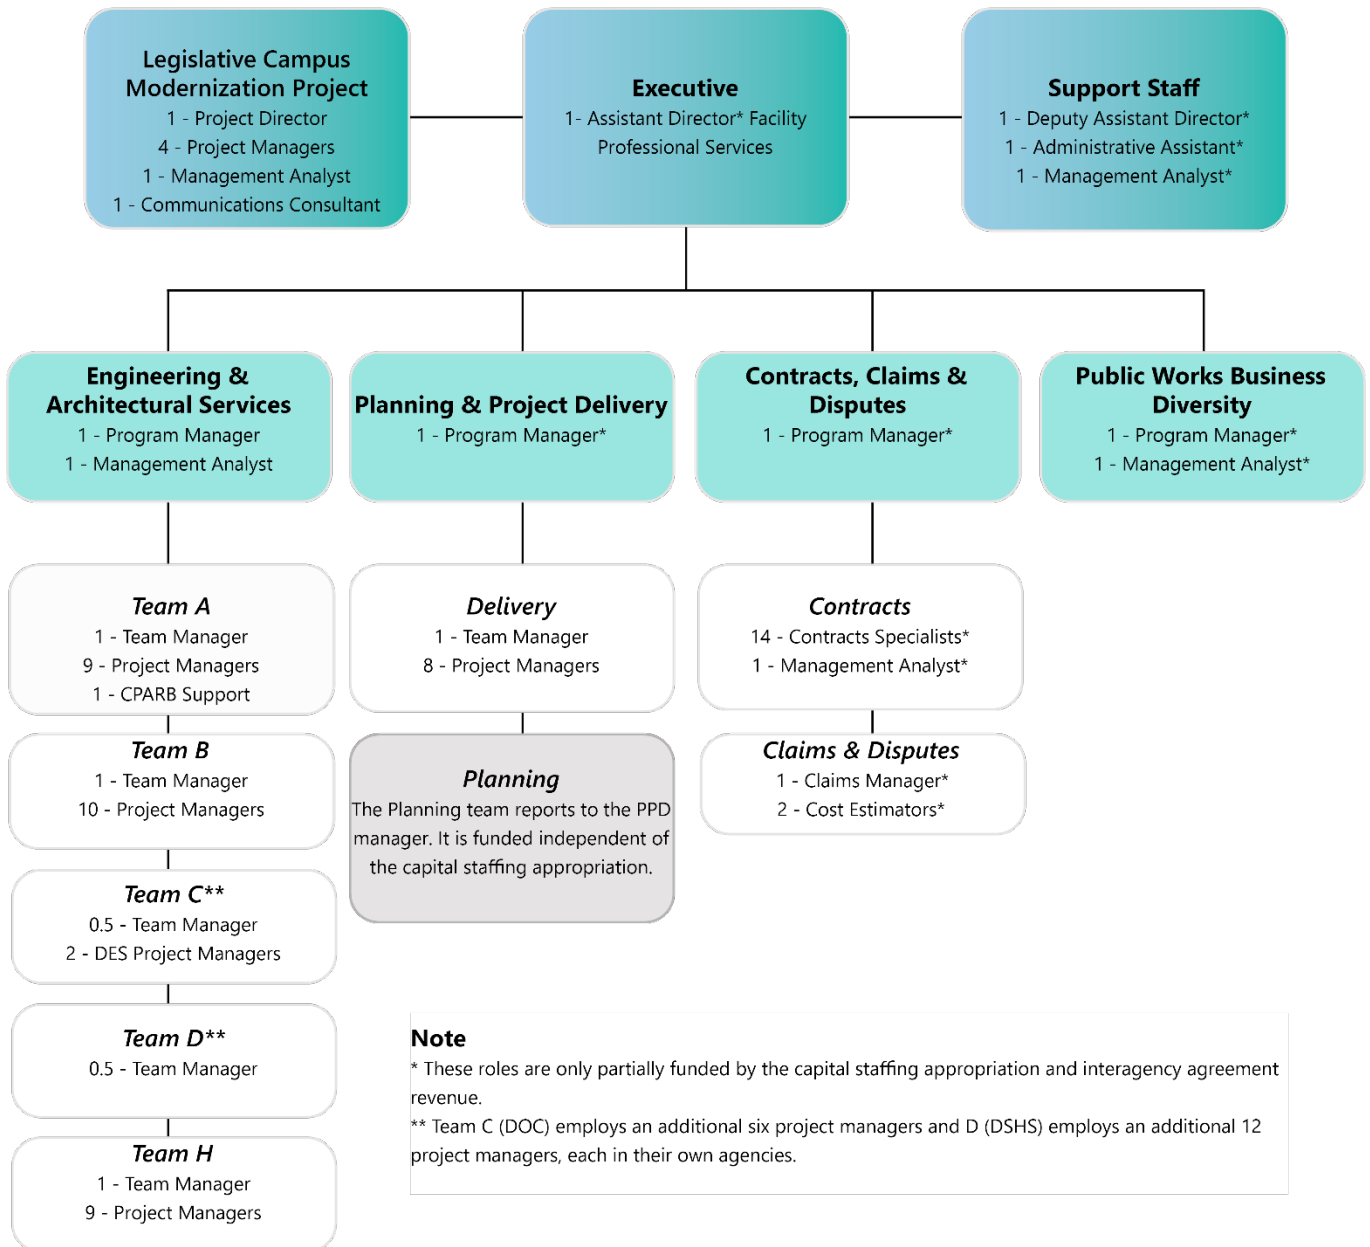 Legislative Campus
Modernization Project
1 - Project Director
4 - Project Managers
1 - Management Analyst
1 - Communications Consultant
Executive
1- Assistant Director* Facility
Professional Services
Support Staff
1 - Deputy Assistant Director*
1 - Administrative Assistant*
1 - Management Analyst*
Engineering &
Architectural Services
1 - Program Manager
1 - Management Analyst
Planning & Project Delivery
1 - Program Manager*
Contracts, Claims &
Disputes
1 - Program Manager*
Public Works Business
Diversity
1 - Program Manager*
1 - Management Analyst*
Team A
1 - Team Manager
9 - Project Managers
1 - CPARB Support
Team B
1 - Team Manager
10 - Project Managers
Team C**
0.5 - Team Manager
2 - DES Project Managers
Team D**
0.5 - Team Manager
Team H
1 - Team Manager
9 - Project Managers
Delivery
1 - Team Manager
8 - Project Managers
Planning
The Planning team reports to the PPD
manager. It is funded independent of
the capital staffing appropriation.
Contracts
14 - Contracts Specialists*
1 - Management Analyst*
Claims & Disputes
1 - Claims Manager*
2 - Cost Estimators*
Note
* These roles are only partially funded by the capital staffing appropriation and interagency agreement
revenue.
** Team C (DOC) employs an additional six project managers and D (DSHS) employs an additional 12
project managers, each in their own agencies.